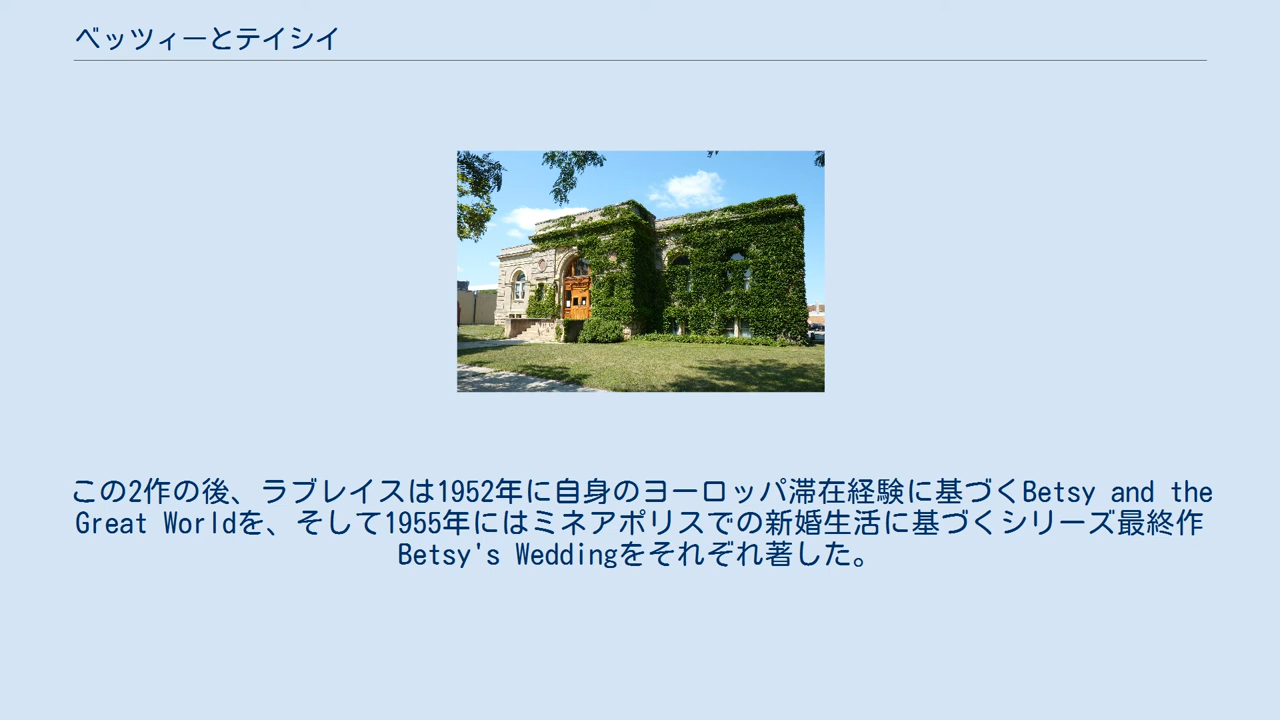 ベッツィーとテイシイ
この2作の後、ラブレイスは1952年に自身のヨーロッパ滞在経験に基づくBetsy and the
Great Worldを、そして1955年にはミネアポリスでの新婚生活に基づくシリーズ最終作
Betsy's Weddingをそれぞれ著した。